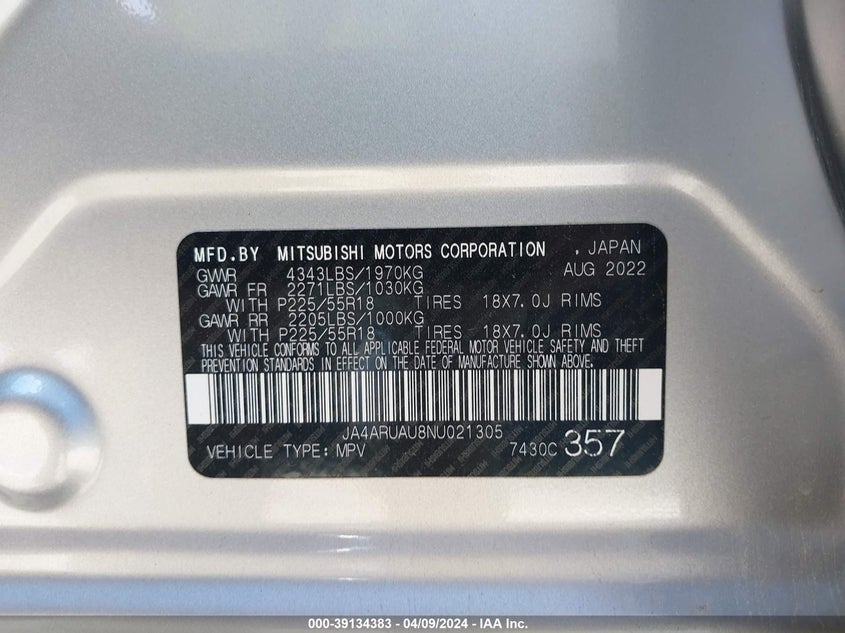 MFD.BY MITSUBISHI MOTORS CORPORATION , JAPAN
GVWR 4343LBS/1970KG AUG 2022
GAWR FR 2271LBS/1030KG
WITH P225/55R18 TIRES 18X7.0J RIMS
GAWR RR 2205LBS/1000KG
WITH P225/55R18 TIRES 18X7.0J RIMS
THIS VEHICLE CONFORMS TO ALL APPLICABLE FEDERAL MOTOR VEHICLE SAFETY AND THEFT
PREVENTION STANDARDS IN EFFECT ON THE DATE OF MANUFACTURE SHOWN ABOVE.
JA4ARUAU8NU021305
VEHICLE TYPE: MPV 7430C 357
000-39134383 - 04/09/2024 - IAA Inc.